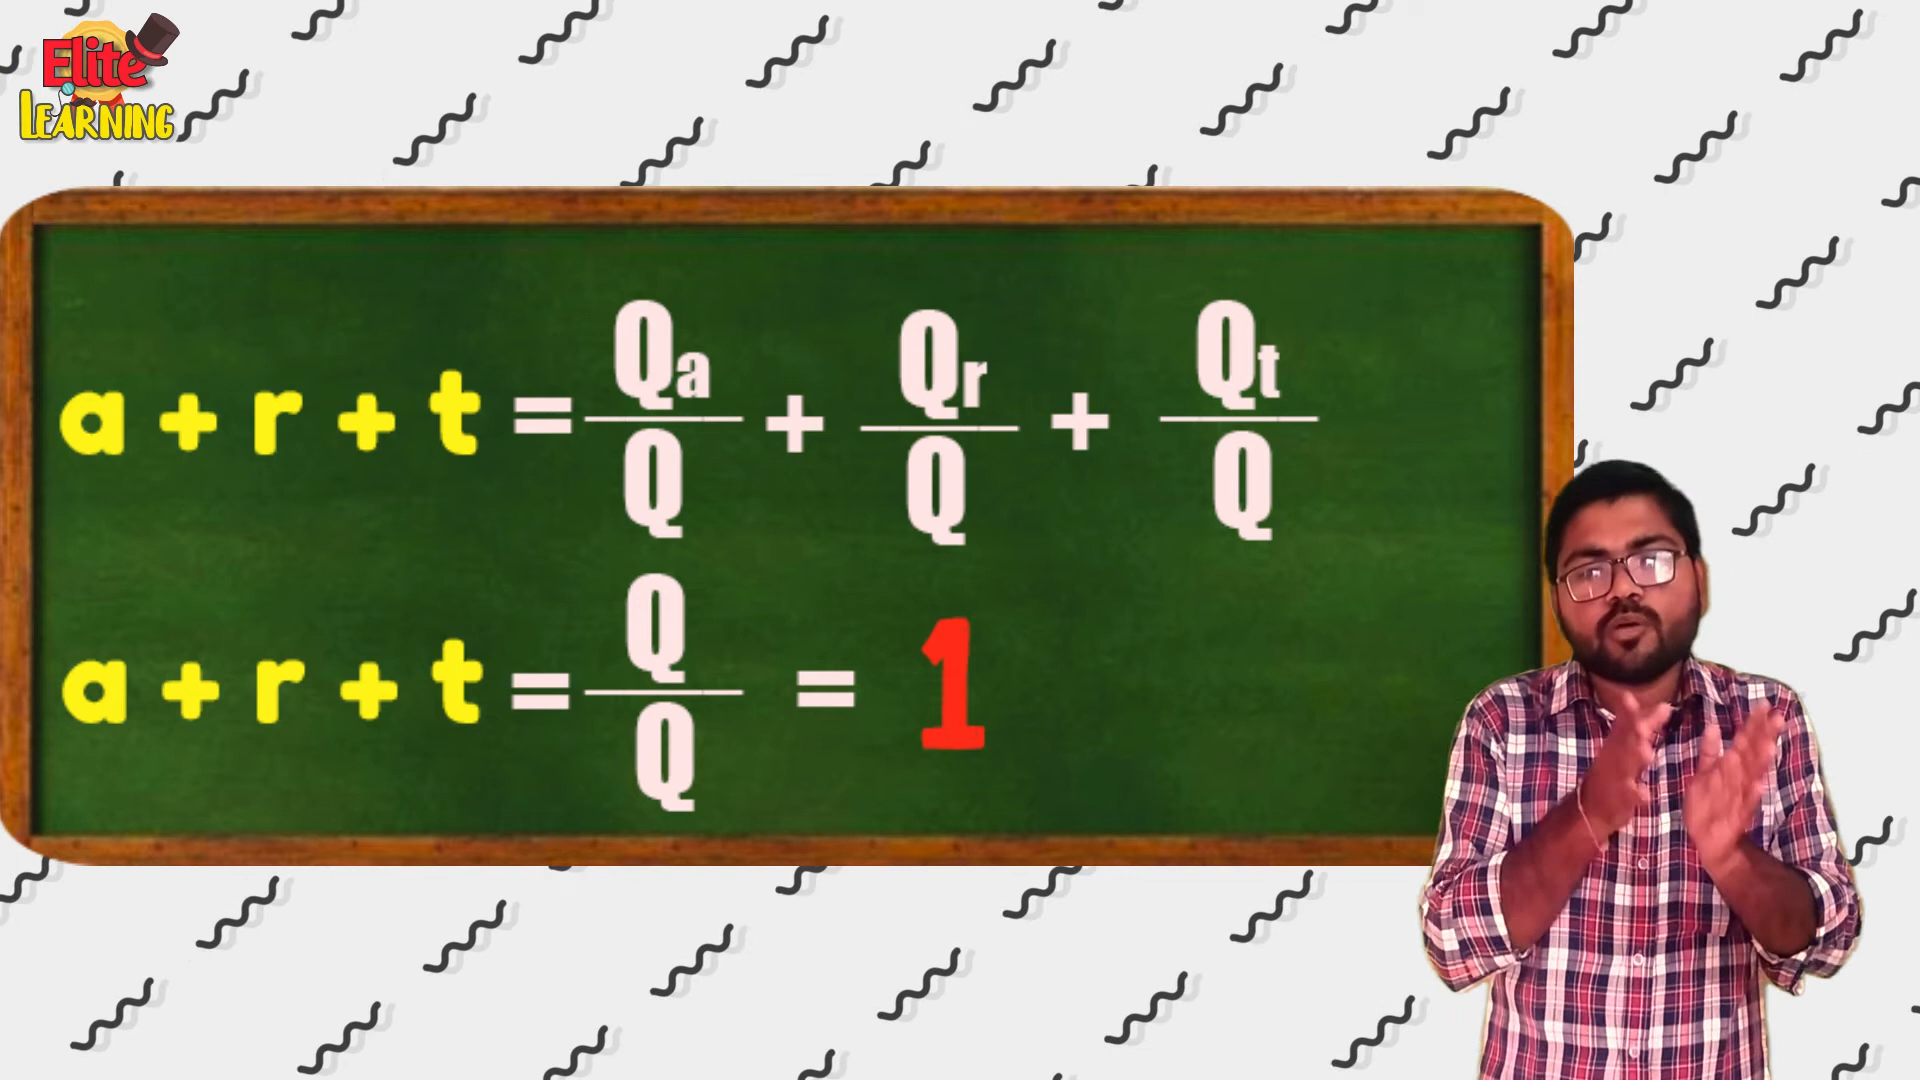 Elite
LEARNING
a + r + t = Qa/Q + Qr/Q + Qt/Q
a + r + t = Q/Q = 1